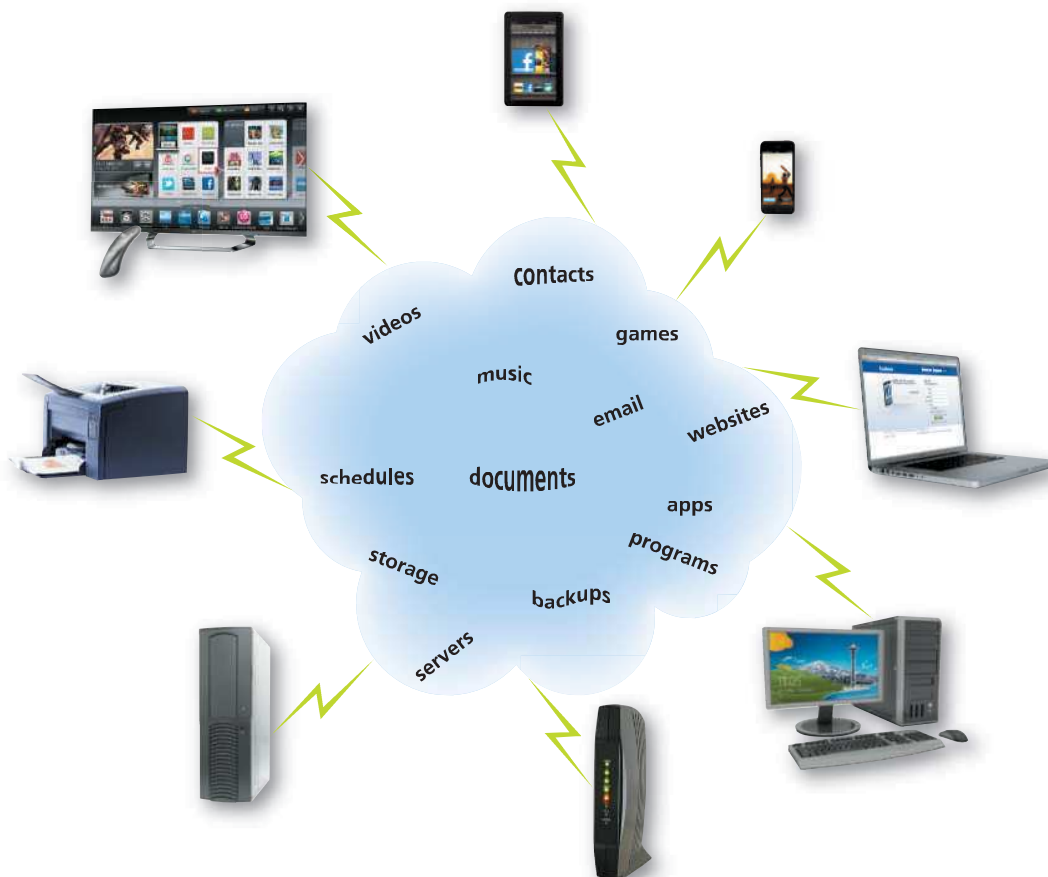 contacts
videos
games
music
email
websites
schedules
documents
apps
programs
storage
backups
servers